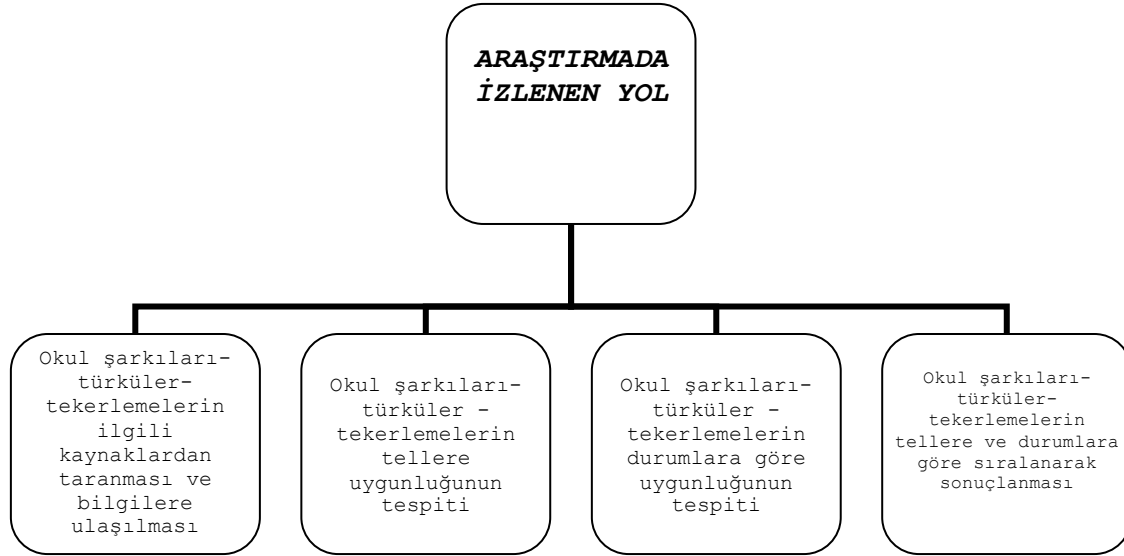 ARAŞTIRMADA
İZLENEN YOL
Okul şarkıları-
türküler-
tekerlemelerin
ilgili
kaynaklardan
taranması ve
bilgilere
ulaşılması
Okul şarkıları-
türküler -
tekerlemelerin
tellere
uygunluğunun
tespiti
Okul şarkıları-
türküler -
tekerlemelerin
durumlara göre
uygunluğunun
tespiti
Okul şarkıları-
türküler-
tekerlemelerin
tellere ve durumlara
göre sıralanarak
sonuçlanması